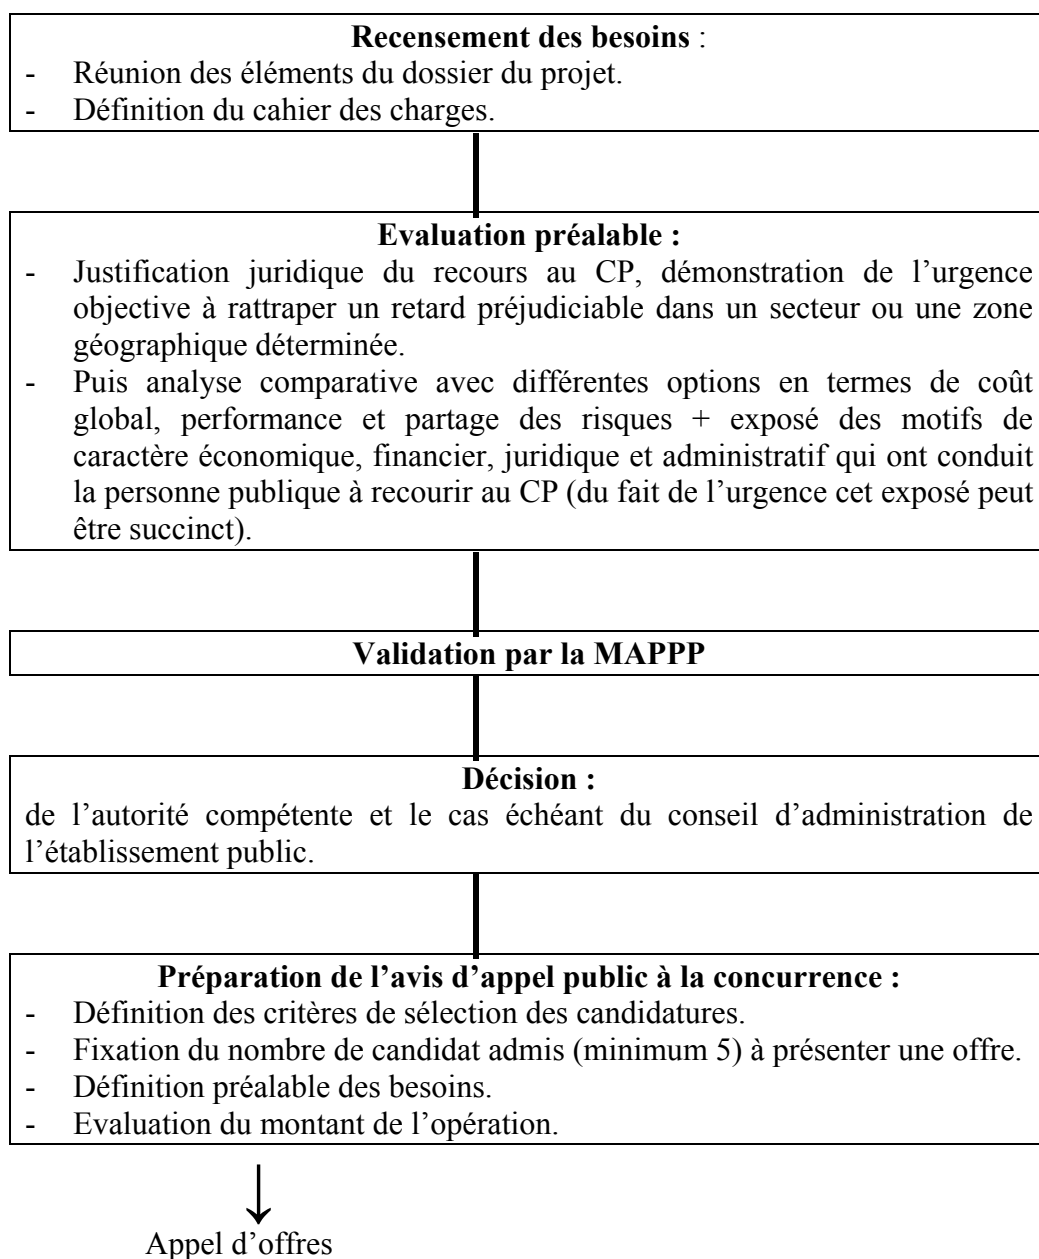 Recensement des besoins :
- Réunion des éléments du dossier du projet.
- Définition du cahier des charges.
Evaluation préalable :
- Justification juridique du recours au CP, démonstration de l’urgence
objective à rattraper un retard préjudiciable dans un secteur ou une zone
géographique déterminée.
- Puis analyse comparative avec différentes options en termes de coût
global, performance et partage des risques + exposé des motifs de
caractère économique, financier, juridique et administratif qui ont conduit
la personne publique à recourir au CP (du fait de l’urgence cet exposé peut
être succinct).
Validation par la MAPPP
Décision :
de l’autorité compétente et le cas échéant du conseil d’administration de
l’établissement public.
Préparation de l’avis d’appel public à la concurrence :
- Définition des critères de sélection des candidatures.
- Fixation du nombre de candidat admis (minimum 5) à présenter une offre.
- Définition préalable des besoins.
- Evaluation du montant de l’opération.
Appel d’offres